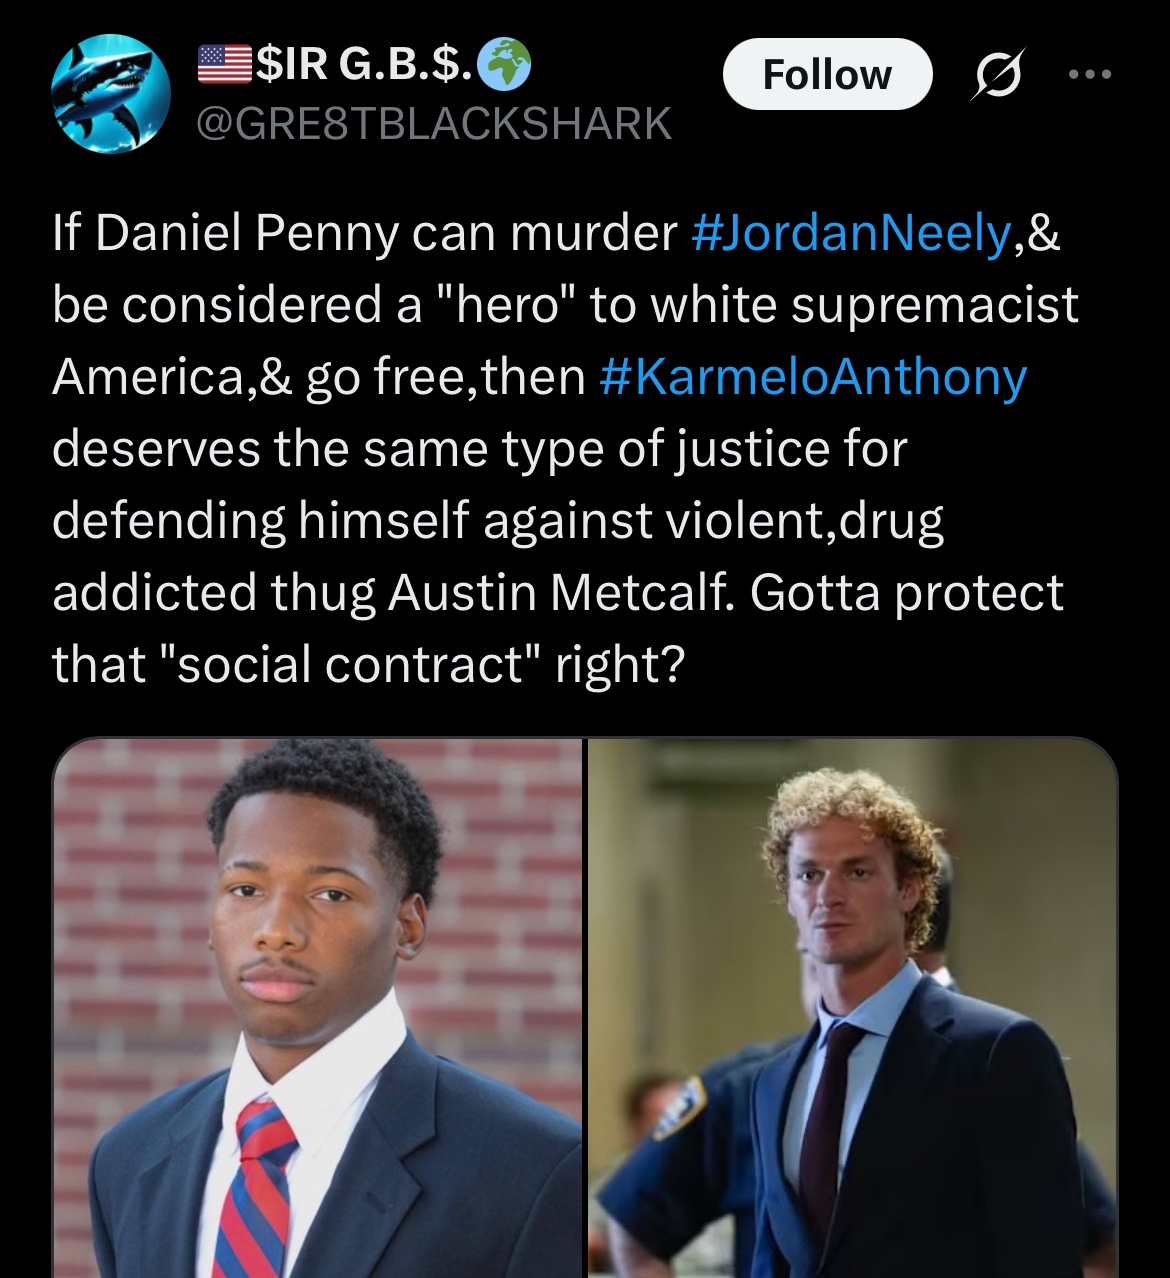 🇺🇸$IR G.B.$.🌍
@GRE8TBLACKSHARK
Follow
If Daniel Penny can murder #JordanNeely,&
be considered a "hero" to white supremacist
America,& go free,then #KarmeloAnthony
deserves the same type of justice for
defending himself against violent,drug
addicted thug Austin Metcalf. Gotta protect
that "social contract" right?